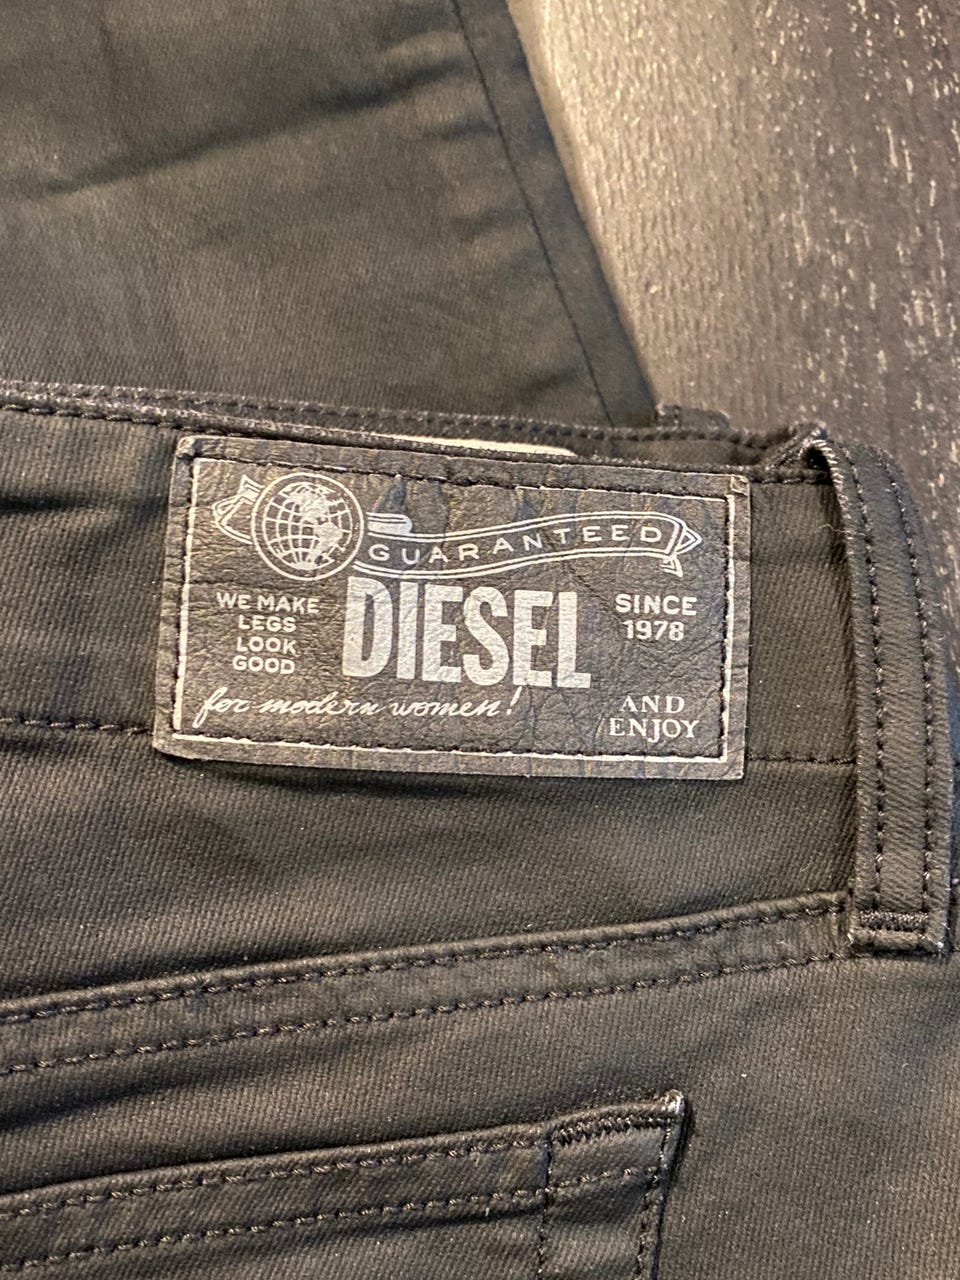 GUARANTEED
WE MAKE
LEGS
LOOK
GOOD
DIESEL
SINCE
1978
for modern women!
AND
ENJOY